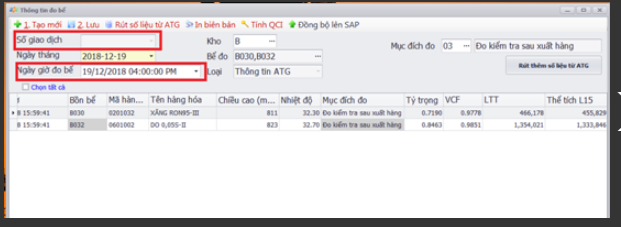 Thông tin đo bể
1. Tạo mới 2. Lưu Rút số liệu từ ATG In biên bản Tính QCI Đồng bộ lên SAP
Số giao dịch Kho B Mục đích đo 03 Đo kiểm tra sau xuất hàng
Ngày tháng 2018-12-19 Bể đo B030,B032
Ngày giờ đo bể 19/12/2018 04:00:00 PM Loại Thông tin ATG Rút thêm số liệu từ ATG
Chọn tất cả
Bồn bể Mã hàn... Tên hàng hóa Chiều cao (m... Nhiệt độ Mục đích đo Tỷ trọng VCF LTT Thể tích L15
8 15:59:41 B030 0201032 XĂNG RON95-III 811 32.30 Đo kiểm tra sau xuất hàng 0.7190 0.9778 466,178 455,829
8 15:59:41 B032 0601002 DO 0,05S-II 823 32.70 Đo kiểm tra sau xuất hàng 0.8463 0.9851 1,354,021 1,333,846